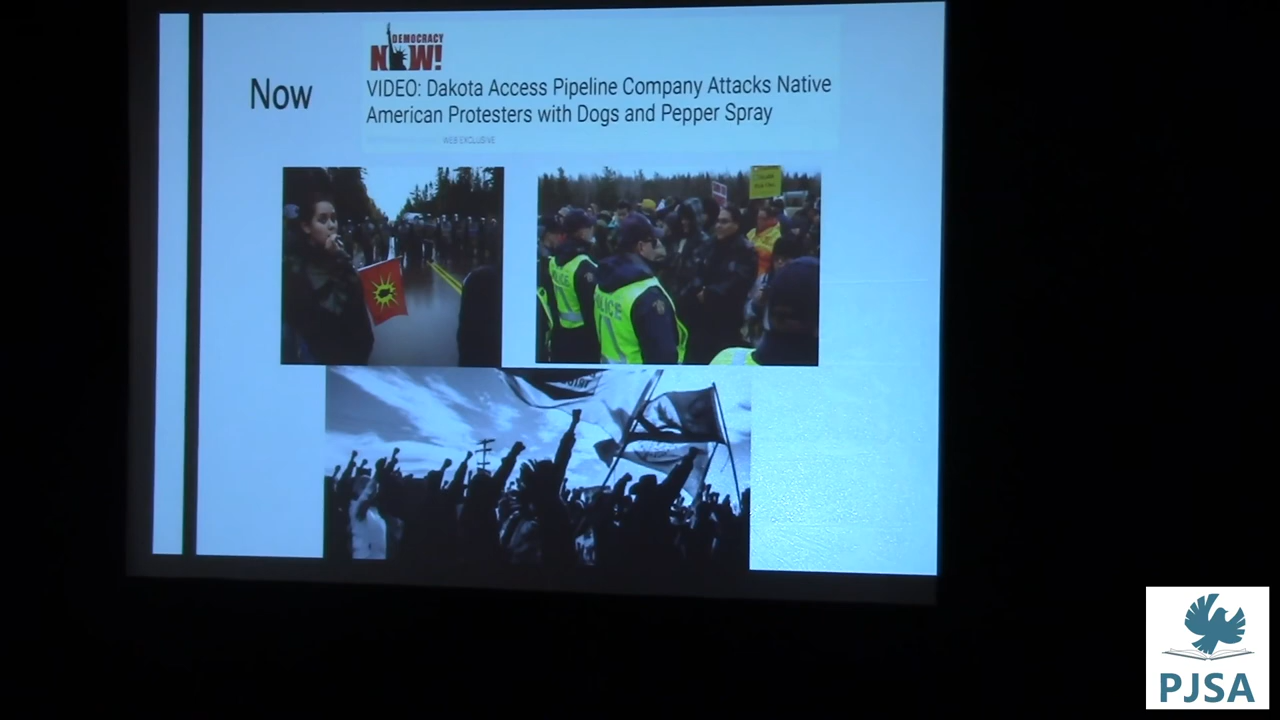 DEMOCRACY
NOW!
Now
VIDEO: Dakota Access Pipeline Company Attacks Native
American Protesters with Dogs and Pepper Spray
WEB EXCLUSIVE
POLICE
POLICE
PJSA